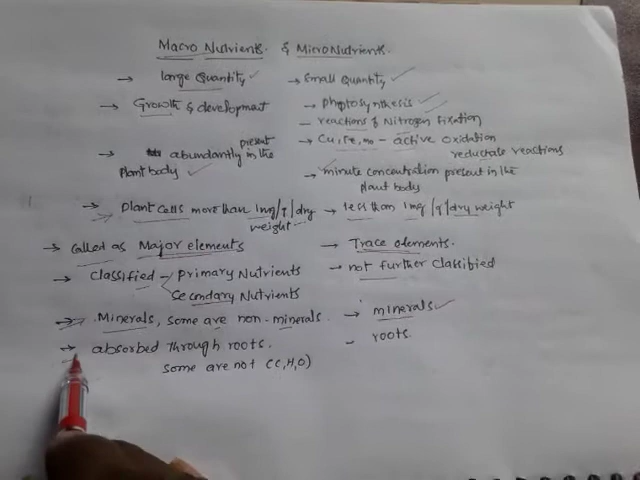 Macro Nutrients & Micro Nutrients.
→ large Quantity
→ Small Quantity
→ Growth & development
→ photosynthesis
- reactions of Nitrogen Fixation
→ abundantly present in the
plant body
→ Cu, Fe, mo - active Oxidation
reductate reactions
→ minute concentration present in the
plant body
→ plant cells more than 1mg/g/dry
weight
→ less than 1mg/g/dry weight
→ called as Major elements
→ Trace elements.
→ Classified - primary Nutrients
Secondary Nutrients
→ not further classified
→ Minerals, some are non-minerals.
→ minerals
→ absorbed through roots.
some are not (C,H,O)
- roots.